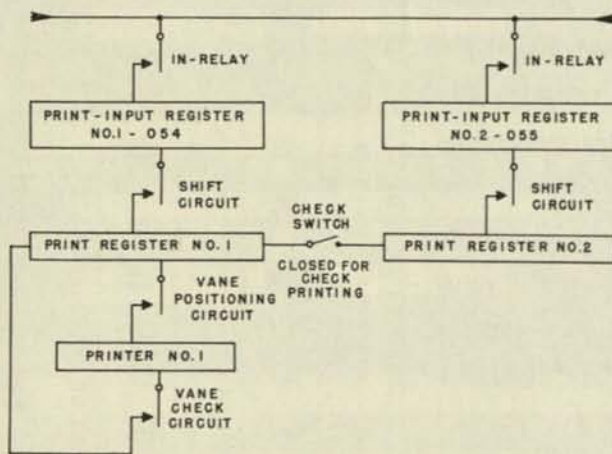 IN-RELAY
IN-RELAY
PRINT-INPUT REGISTER
NO.1 - 054
PRINT-INPUT REGISTER
NO.2-055
SHIFT
CIRCUIT
SHIFT
CIRCUIT
CHECK
SWITCH
PRINT REGISTER NO. 1
PRINT REGISTER NO.2
CLOSED FOR
CHECK
PRINTING
VANE
POSITIONING
CIRCUIT
PRINTER NO.1
VANE
CHECK
CIRCUIT